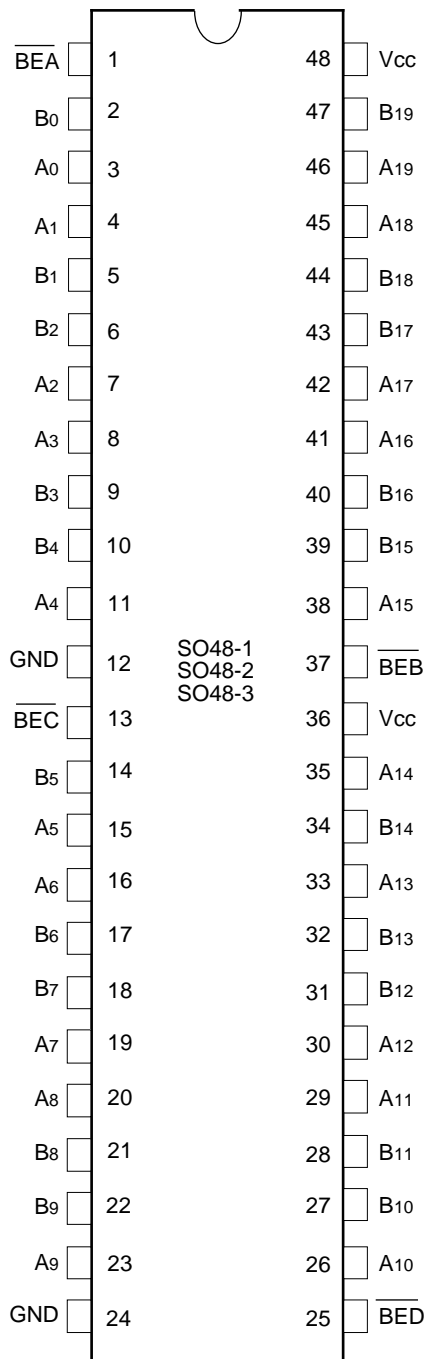 BEA 1 48 Vcc
B0 2 47 B19
A0 3 46 A19
A1 4 45 A18
B1 5 44 B18
B2 6 43 B17
A2 7 42 A17
A3 8 41 A16
B3 9 40 B16
B4 10 39 B15
A4 11 38 A15
SO48-1
GND 12 SO48-2 37 BEB
SO48-3
BEC 13 36 Vcc
B5 14 35 A14
A5 15 34 B14
A6 16 33 A13
B6 17 32 B13
B7 18 31 B12
A7 19 30 A12
A8 20 29 A11
B8 21 28 B11
B9 22 27 B10
A9 23 26 A10
GND 24 25 BED